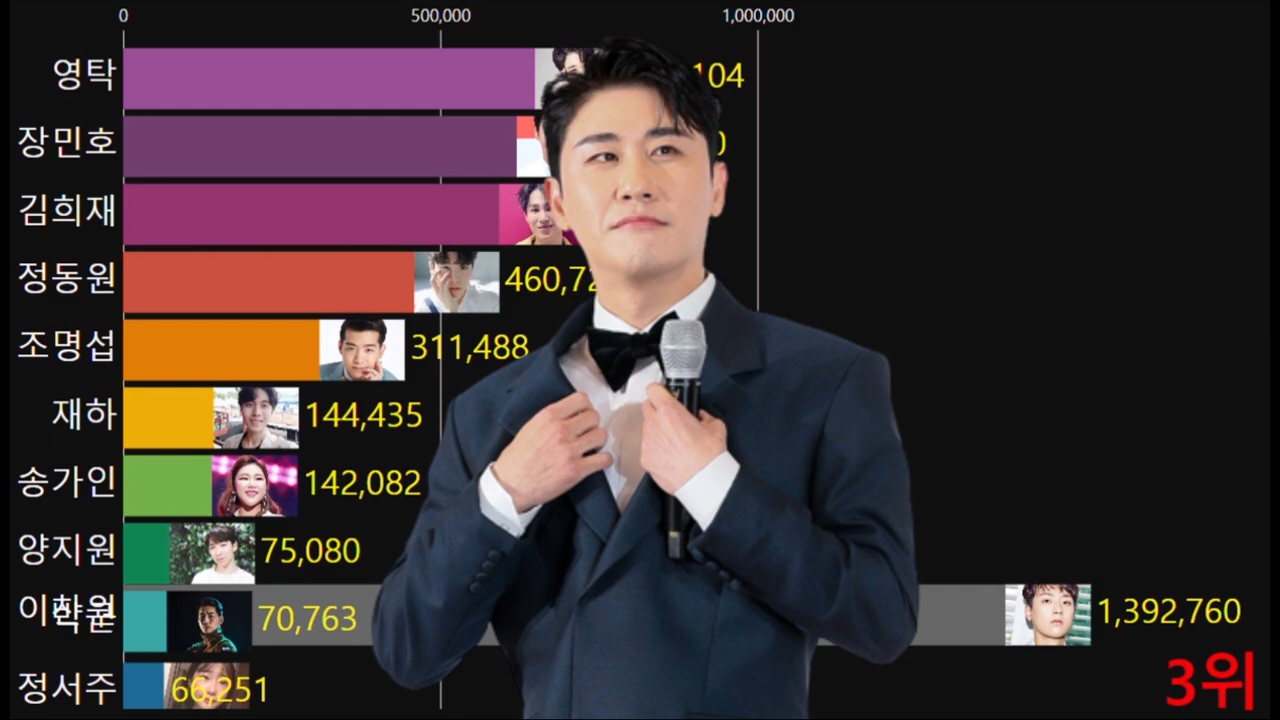 0 500,000 1,000,000
영탁 104
장민호 0
김희재
정동원 460,72
조명섭 311,488
재하 144,435
송가인 142,082
양지원 75,080
70,763 1,392,760
정서주 66,251
3위